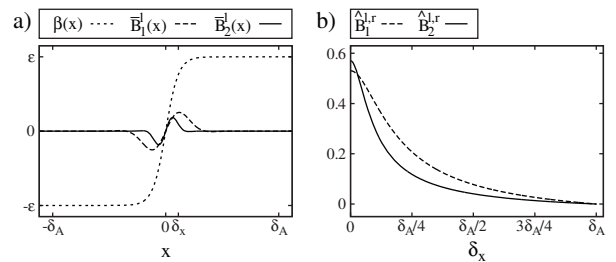 a) β(x) B̄₁ˡ(x) B̄₂ˡ(x)
ε
0
-ε
-δ_A 0 δ_x δ_A
x
b) B̂₁ˡ,ʳ B̂₂ˡ,ʳ
0.6
0.4
0.2
0
0 δ_A/4 δ_A/2 3δ_A/4 δ_A
δ_x